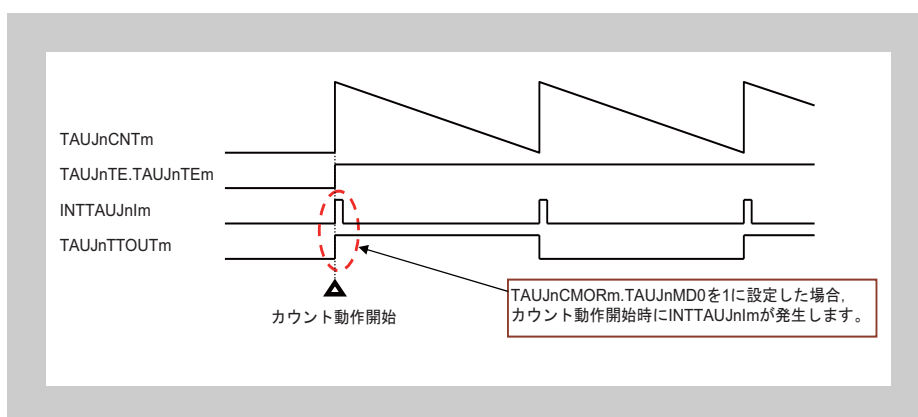 TAUJnCNTm
TAUJnTE.TAUJnTEm
INTTAUJnIm
TAUJnTTOUTm
カウント動作開始
TAUJnCMORm.TAUJnMD0を1に設定した場合,
カウント動作開始時にINTTAUJnImが発生します。